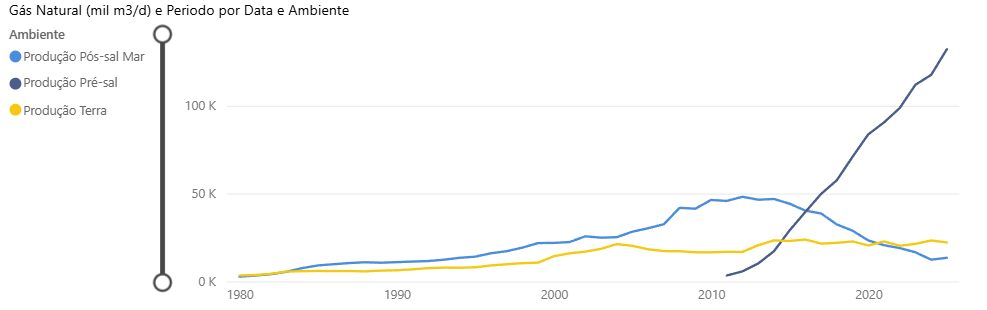 Gás Natural (mil m3/d) e Periodo por Data e Ambiente
Ambiente
Produção Pós-sal Mar
Produção Pré-sal
Produção Terra
100 K
50 K
0 K
1980 1990 2000 2010 2020